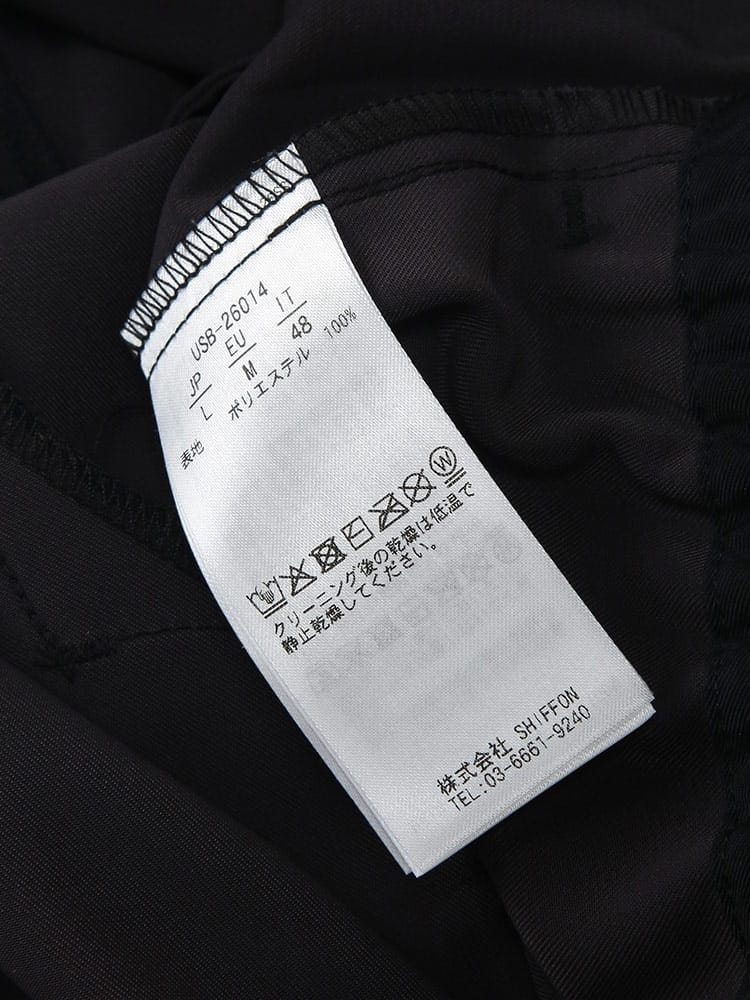 USB-26014
JP EU IT
L M 48
表地 ポリエステル 100%
W
クリーニング後の乾燥は低温で
静止乾燥してください。
株式会社 SHIFFON
TEL:03-6661-9240